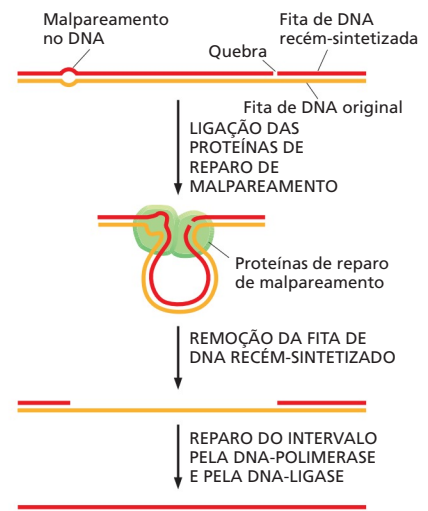 Malpareamento
no DNA
Fita de DNA
recém-sintetizada
Quebra
Fita de DNA original
LIGAÇÃO DAS
PROTEÍNAS DE
REPARO DE
MALPAREAMENTO
Proteínas de reparo
de malpareamento
REMOÇÃO DA FITA DE
DNA RECÉM-SINTETIZADO
REPARO DO INTERVALO
PELA DNA-POLIMERASE
E PELA DNA-LIGASE